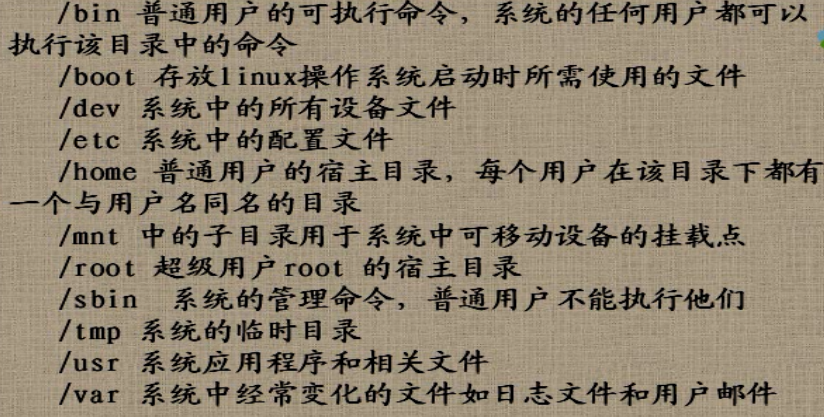 /bin 普通用户的可执行命令，系统的任何用户都可以
执行该目录中的命令
/boot 存放linux操作系统启动时所需使用的文件
/dev 系统中的所有设备文件
/etc 系统中的配置文件
/home 普通用户的宿主目录，每个用户在该目录下都有
一个与用户名同名的目录
/mnt 中的子目录用于系统中可移动设备的挂载点
/root 超级用户root 的宿主目录
/sbin 系统的管理命令，普通用户不能执行他们
/tmp 系统的临时目录
/usr 系统应用程序和相关文件
/var 系统中经常变化的文件如日志文件和用户邮件